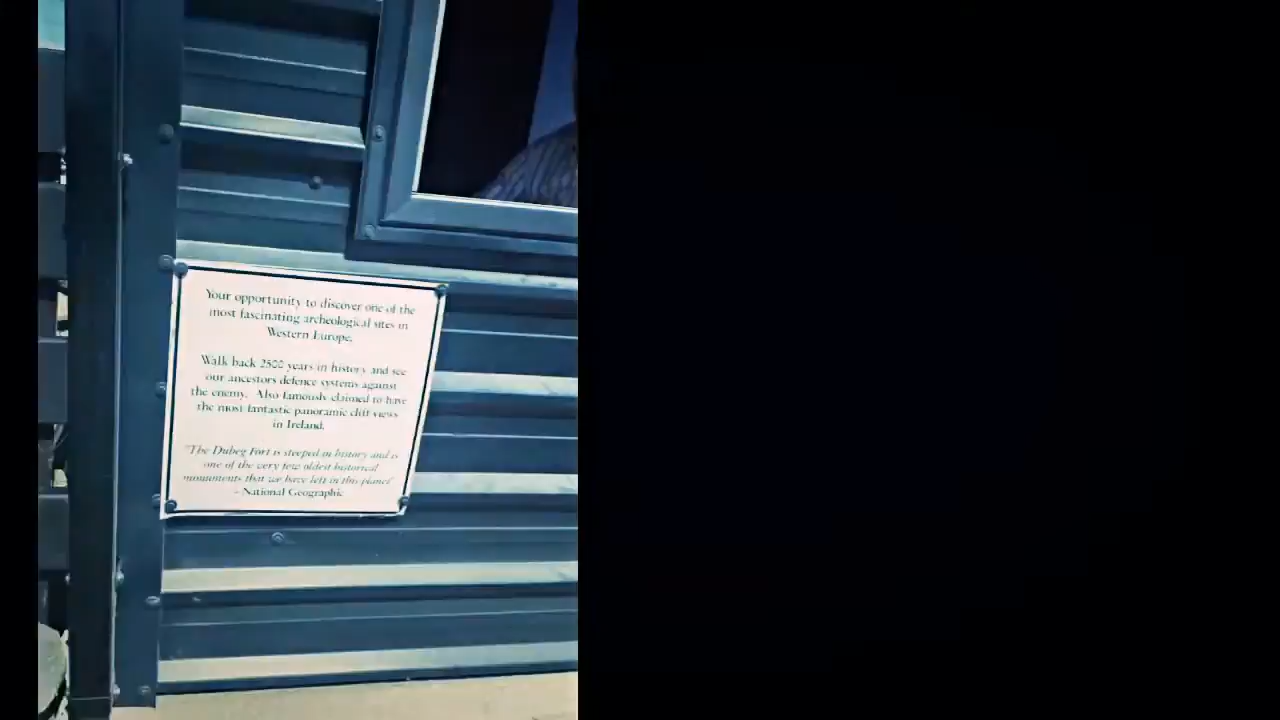 Your opportunity to discover one of the
most fascinating archeological sites in
Western Europe.
Walk back 2500 years in history and see
our ancestors defence systems against
the enemy. Also famously claimed to have
the most fantastic panoramic cliff views
in Ireland.
"The Dubeg Fort is steeped in history and is
one of the very few oldest historical
monuments that we have left in this planet"
- National Geographic